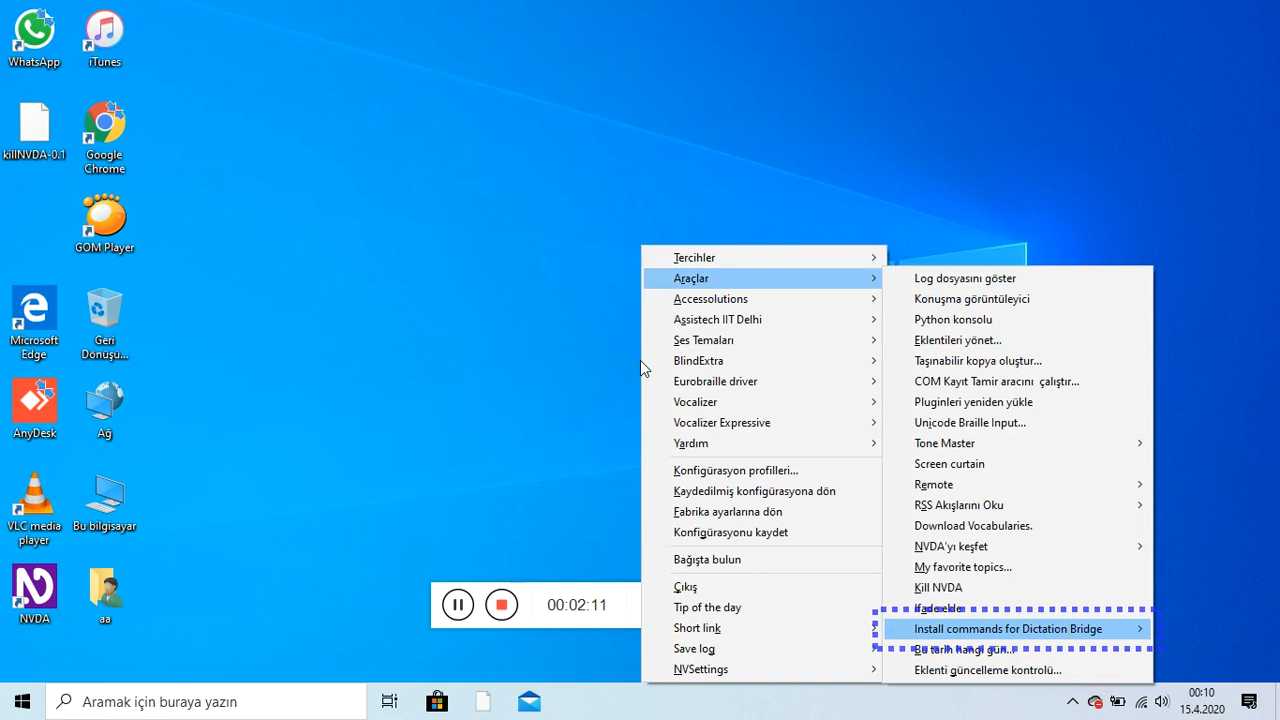 WhatsApp
iTunes
killNVDA-0.1
Google
Chrome
GOM Player
Microsoft
Edge
Geri
Dönüşü...
AnyDesk
Ağ
VLC media
player
Bu bilgisayar
NVDA
aa
00:02:11
Tercihler
Araçlar
Accessolutions
Assistech IIT Delhi
Ses Temaları
BlindExtra
Eurobraille driver
Vocalizer
Vocalizer Expressive
Yardım
Konfigürasyon profilleri...
Kaydedilmiş konfigürasyona dön
Fabrika ayarlarına dön
Konfigürasyonu kaydet
Bağışta bulun
Çıkış
Tip of the day
Short link
Save log
NVSettings
Log dosyasını göster
Konuşma görüntüleyici
Python konsolu
Eklentileri yönet...
Taşınabilir kopya oluştur...
COM Kayıt Tamir aracını çalıştır...
Pluginleri yeniden yükle
Unicode Braille Input...
Tone Master
Screen curtain
Remote
RSS Akışlarını Oku
Download Vocabularies.
NVDA'yı keşfet
My favorite topics...
Kill NVDA
İfade ekle
Install commands for Dictation Bridge
Bu tarih hangi gün...
Eklenti güncelleme kontrolü...
Aramak için buraya yazın
00:10
15.4.2020